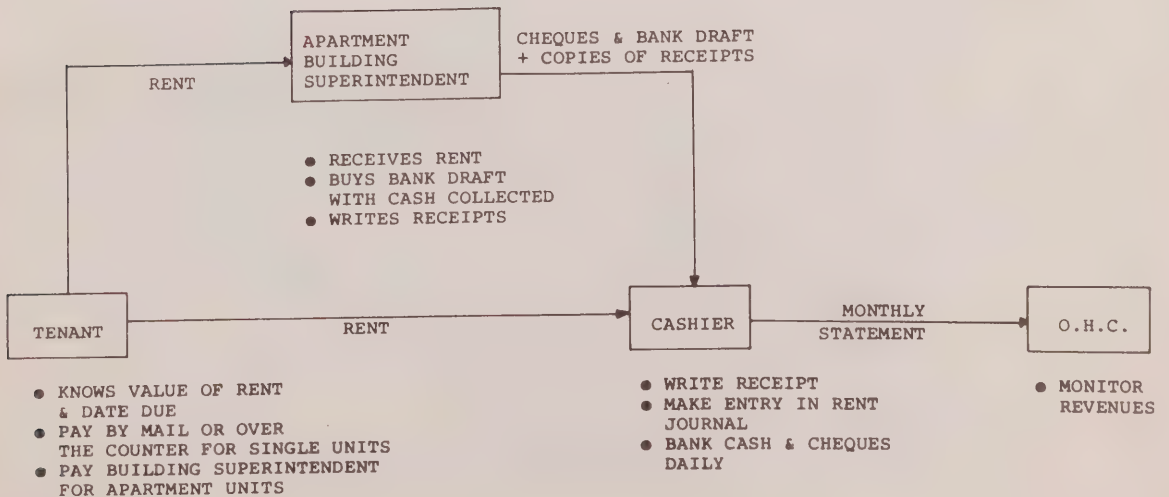 APARTMENT
BUILDING
SUPERINTENDENT
CHEQUES & BANK DRAFT
+ COPIES OF RECEIPTS
RENT
● RECEIVES RENT
● BUYS BANK DRAFT
WITH CASH COLLECTED
● WRITES RECEIPTS
TENANT
RENT
CASHIER
MONTHLY
STATEMENT
O.H.C.
● KNOWS VALUE OF RENT
& DATE DUE
● PAY BY MAIL OR OVER
THE COUNTER FOR SINGLE UNITS
● PAY BUILDING SUPERINTENDENT
FOR APARTMENT UNITS
● WRITE RECEIPT
● MAKE ENTRY IN RENT
JOURNAL
● BANK CASH & CHEQUES
DAILY
● MONITOR
REVENUES